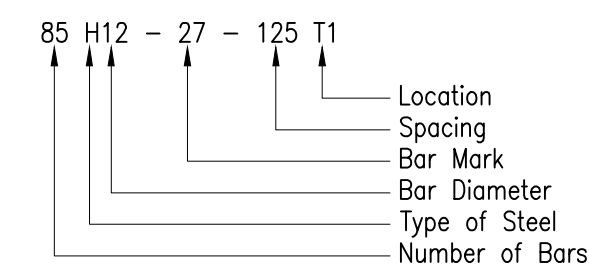 85 H12 - 27 - 125 T1
Location
Spacing
Bar Mark
Bar Diameter
Type of Steel
Number of Bars